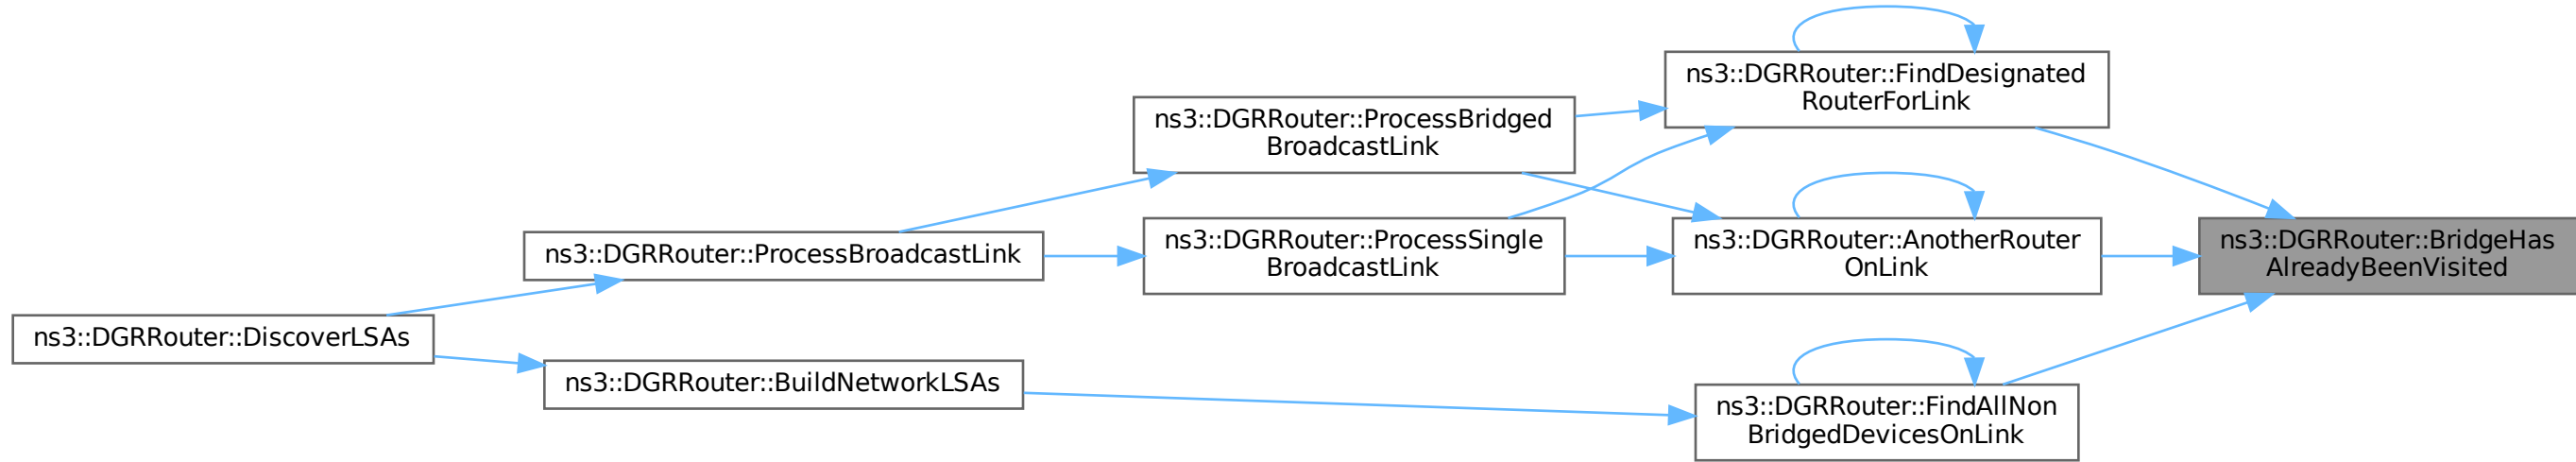 ns3::DGRRouter::FindDesignated
RouterForLink
ns3::DGRRouter::ProcessBridged
BroadcastLink
ns3::DGRRouter::ProcessBroadcastLink
ns3::DGRRouter::ProcessSingle
BroadcastLink
ns3::DGRRouter::AnotherRouter
OnLink
ns3::DGRRouter::BridgeHas
AlreadyBeenVisited
ns3::DGRRouter::DiscoverLSAs
ns3::DGRRouter::BuildNetworkLSAs
ns3::DGRRouter::FindAllNon
BridgedDevicesOnLink